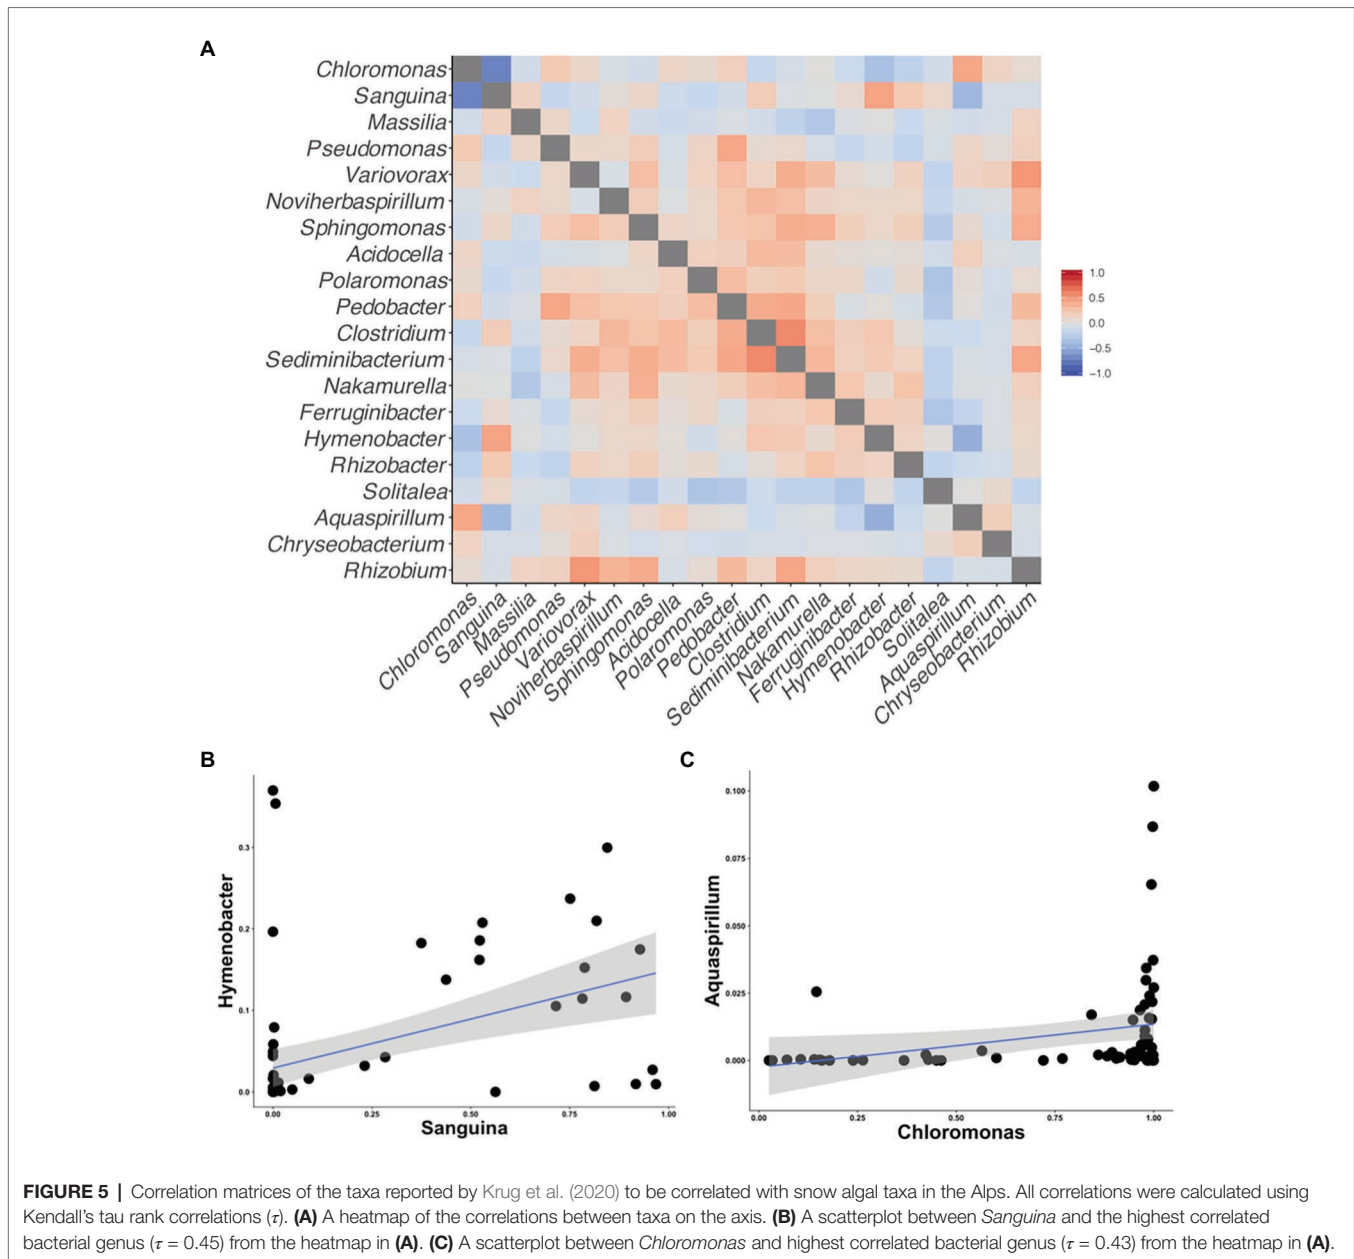 A
Chloromonas
Sanguina
Massilia
Pseudomonas
Variovorax
Noviherbaspirillum
Sphingomonas
Acidocella
Polaromonas
Pedobacter
Clostridium
Sediminibacterium
Nakamurella
Ferruginibacter
Hymenobacter
Rhizobacter
Solitalea
Aquaspirillum
Chryseobacterium
Rhizobium
1.0
0.5
0.0
−0.5
−1.0
Chloromonas
Sanguina
Massilia
Pseudomonas
Variovorax
Noviherbaspirillum
Sphingomonas
Acidocella
Polaromonas
Pedobacter
Clostridium
Sediminibacterium
Nakamurella
Ferruginibacter
Hymenobacter
Rhizobacter
Solitalea
Aquaspirillum
Chryseobacterium
Rhizobium
B
Hymenobacter
0.3
0.2
0.1
0.0
0.00 0.25 0.50 0.75 1.00
Sanguina
C
Aquaspirillum
0.100
0.075
0.050
0.025
0.000
0.00 0.25 0.50 0.75 1.00
Chloromonas
FIGURE 5 | Correlation matrices of the taxa reported by Krug et al. (2020) to be correlated with snow algal taxa in the Alps. All correlations were calculated using
Kendall's tau rank correlations (τ). (A) A heatmap of the correlations between taxa on the axis. (B) A scatterplot between Sanguina and the highest correlated
bacterial genus (τ = 0.45) from the heatmap in (A). (C) A scatterplot between Chloromonas and highest correlated bacterial genus (τ = 0.43) from the heatmap in (A).